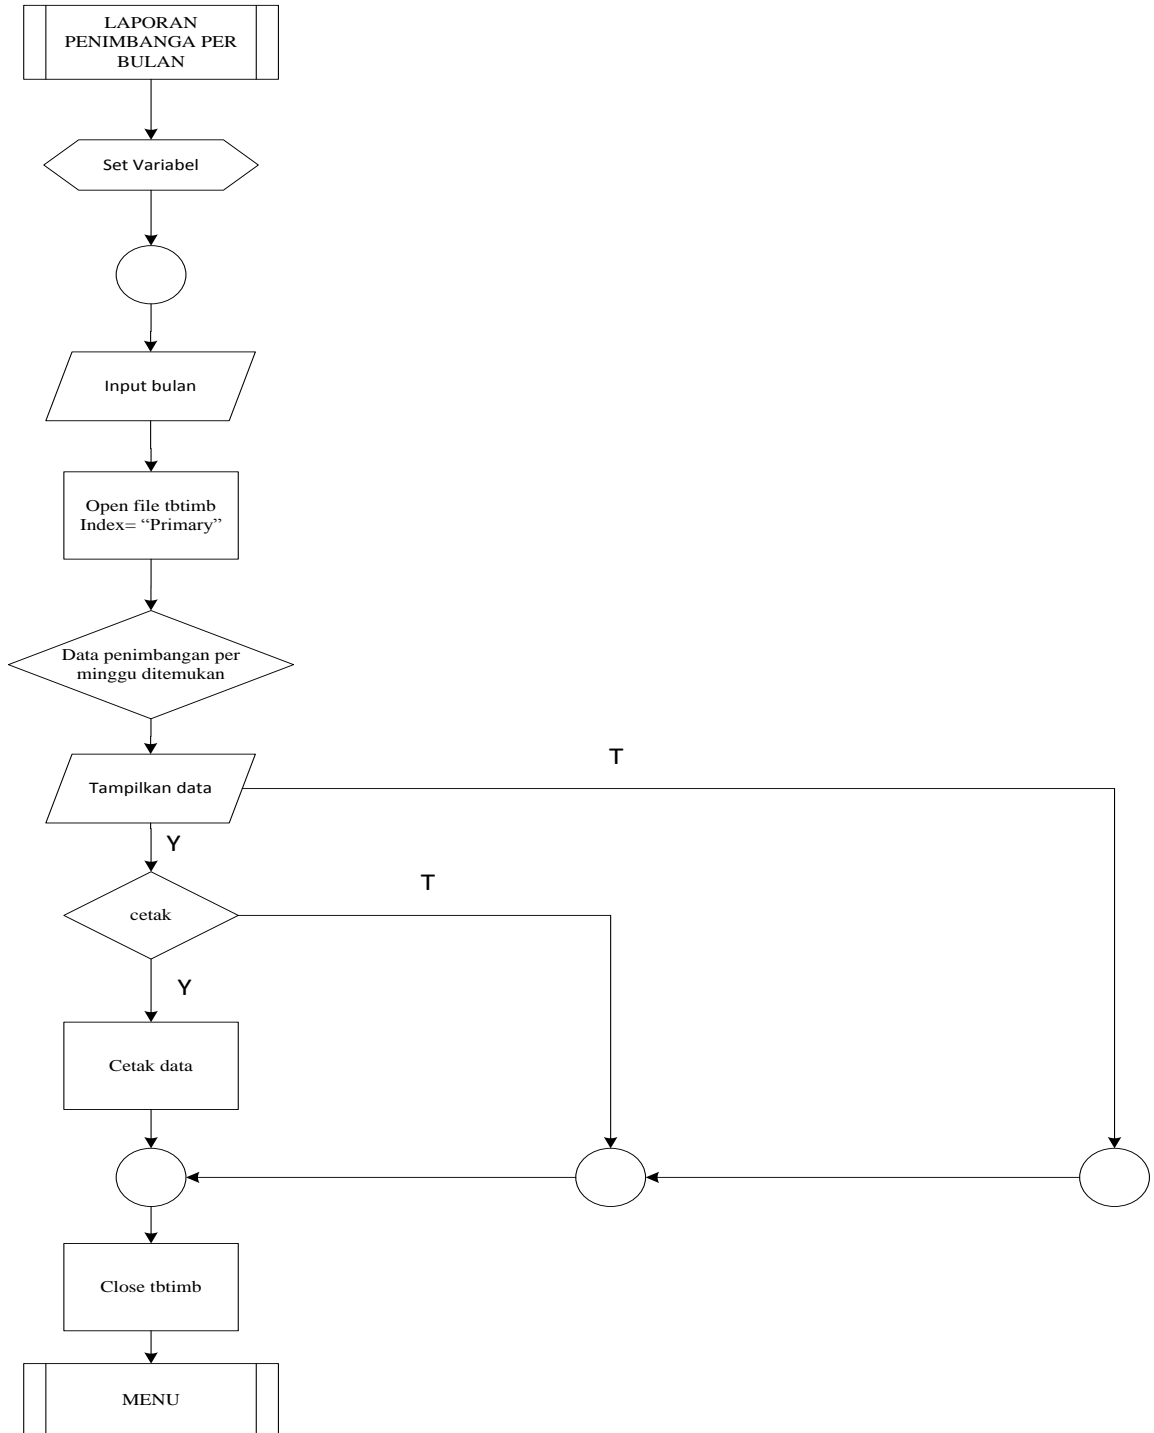 LAPORAN
PENIMBANGA PER
BULAN
Set Variabel
Input bulan
Open file tbtimb
Index= “Primary”
Data penimbangan per
minggu ditemukan
T
Tampilkan data
Y
T
cetak
Y
Cetak data
Close tbtimb
MENU